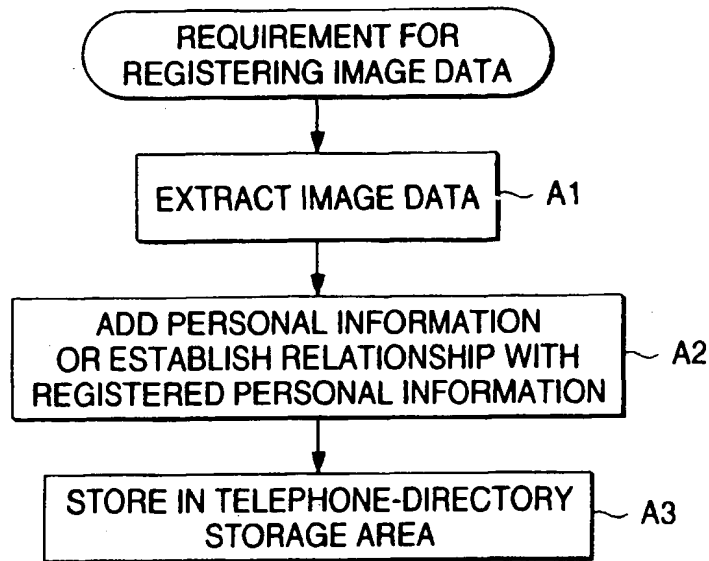 REQUIREMENT FOR
REGISTERING IMAGE DATA
EXTRACT IMAGE DATA
A1
ADD PERSONAL INFORMATION
OR ESTABLISH RELATIONSHIP WITH
REGISTERED PERSONAL INFORMATION
A2
STORE IN TELEPHONE-DIRECTORY
STORAGE AREA
A3